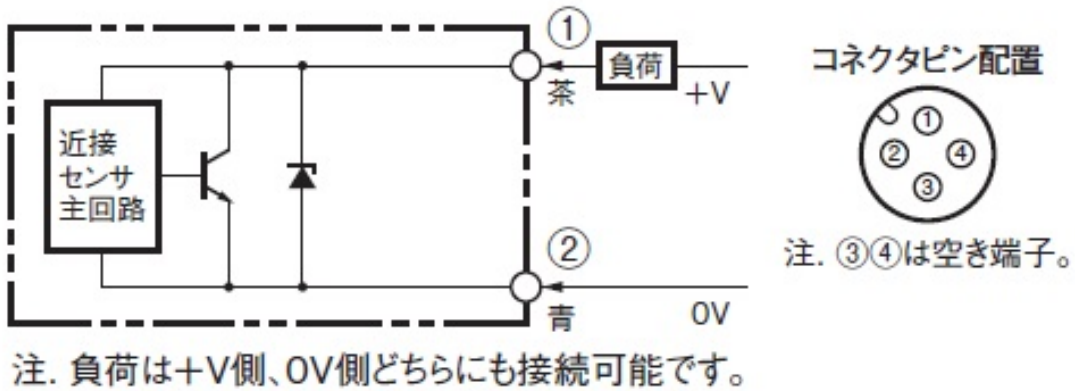 ①
負荷
茶
+V
近接
センサ
主回路
②
青
0V
注. 負荷は+V側、0V側どちらにも接続可能です。
コネクタピン配置
①
②
④
③
注. ③④は空き端子。